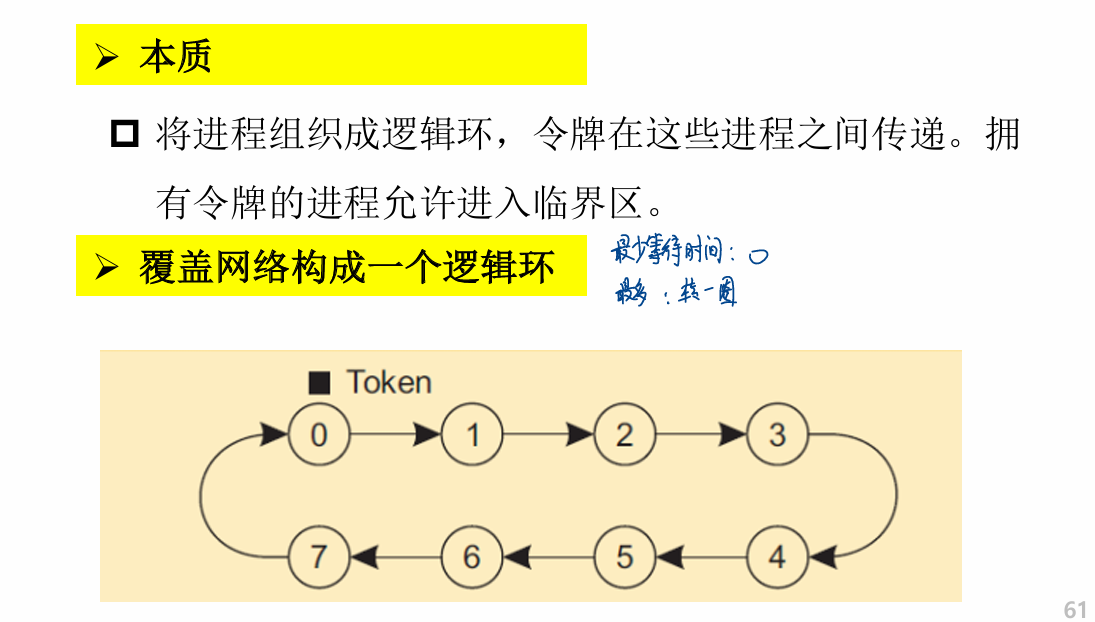 ➢ 本质
将进程组织成逻辑环，令牌在这些进程之间传递。拥
有令牌的进程允许进入临界区。
➢ 覆盖网络构成一个逻辑环
最少等待时间：0
最多：转一圈
Token
0 1 2 3
7 6 5 4
61